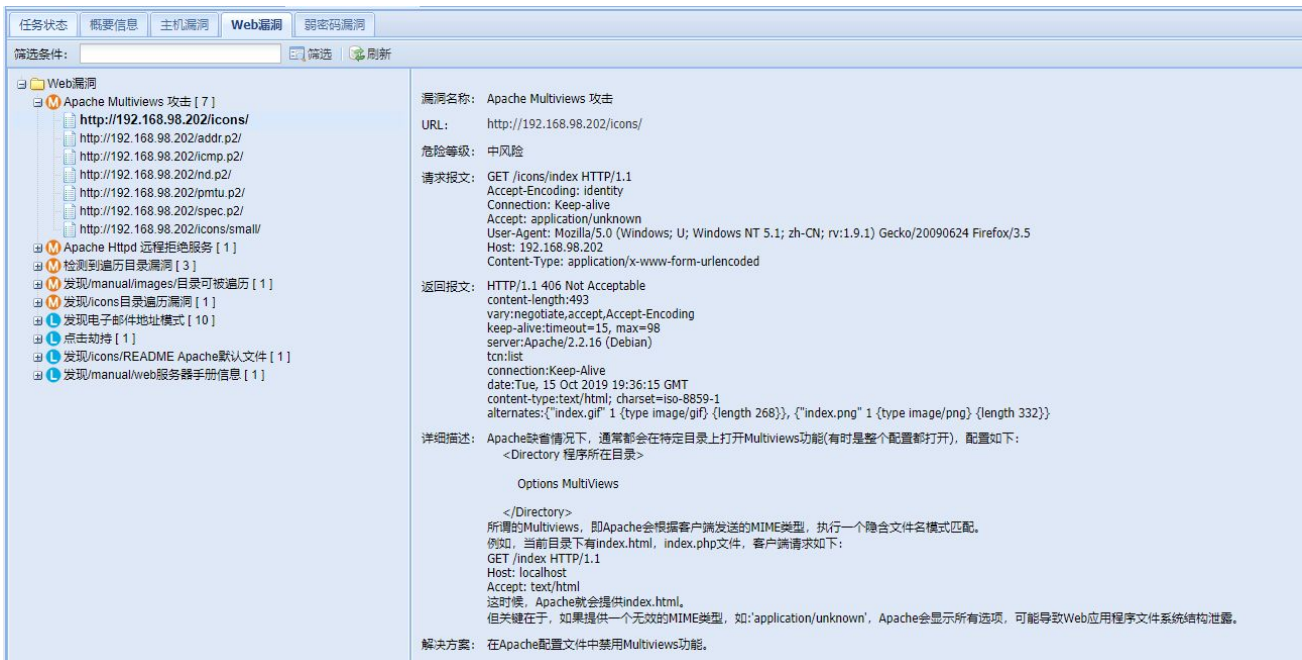 任务状态 概要信息 主机漏洞 Web漏洞 弱密码漏洞
筛选条件: 筛选 刷新
Web漏洞
Apache Multiviews 攻击 [ 7 ]
http://192.168.98.202/icons/
http://192.168.98.202/addr.p2/
http://192.168.98.202/icmp.p2/
http://192.168.98.202/nd.p2/
http://192.168.98.202/pmtu.p2/
http://192.168.98.202/spec.p2/
http://192.168.98.202/icons/small/
Apache Httpd 远程拒绝服务 [ 1 ]
检测到遍历目录漏洞 [ 3 ]
发现/manual/images/目录可被遍历 [ 1 ]
发现/icons目录遍历漏洞 [ 1 ]
发现电子邮件地址模式 [ 10 ]
点击劫持 [ 1 ]
发现/icons/README Apache默认文件 [ 1 ]
发现/manual/web服务器手册信息 [ 1 ]
漏洞名称: Apache Multiviews 攻击
URL: http://192.168.98.202/icons/
危险等级: 中风险
请求报文: GET /icons/index HTTP/1.1
Accept-Encoding: identity
Connection: Keep-alive
Accept: application/unknown
User-Agent: Mozilla/5.0 (Windows; U; Windows NT 5.1; zh-CN; rv:1.9.1) Gecko/20090624 Firefox/3.5
Host: 192.168.98.202
Content-Type: application/x-www-form-urlencoded
返回报文: HTTP/1.1 406 Not Acceptable
content-length:493
vary:negotiate,accept,Accept-Encoding
keep-alive:timeout=15, max=98
server:Apache/2.2.16 (Debian)
tcn:list
connection:Keep-Alive
date:Tue, 15 Oct 2019 19:36:15 GMT
content-type:text/html; charset=iso-8859-1
alternates:{"index.gif" 1 {type image/gif} {length 268}}, {"index.png" 1 {type image/png} {length 332}}
详细描述: Apache缺省情况下，通常都会在特定目录上打开Multiviews功能(有时是整个配置都打开)，配置如下：
<Directory 程序所在目录>
Options MultiViews
</Directory>
所谓的Multiviews，即Apache会根据客户端发送的MIME类型，执行一个隐含文件名模式匹配。
例如，当前目录下有index.html，index.php文件，客户端请求如下：
GET /index HTTP/1.1
Host: localhost
Accept: text/html
这时候，Apache就会提供index.html。
但关键在于，如果提供一个无效的MIME类型，如:'application/unknown'，Apache会显示所有选项，可能导致Web应用程序文件系统结构泄露。
解决方案: 在Apache配置文件中禁用Multiviews功能。